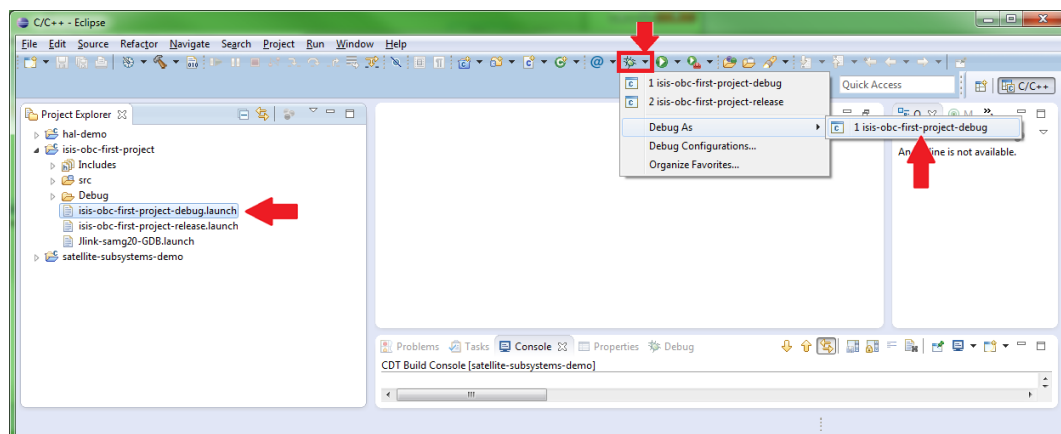 C/C++ - Eclipse
File Edit Source Refactor Navigate Search Project Run Window Help
1 isis-obc-first-project-debug
2 isis-obc-first-project-release
Debug As
Debug Configurations...
Organize Favorites...
1 isis-obc-first-project-debug
Quick Access
C/C++
Project Explorer
hal-demo
isis-obc-first-project
Includes
src
Debug
isis-obc-first-project-debug.launch
isis-obc-first-project-release.launch
Jlink-samg20-GDB.launch
satellite-subsystems-demo
An
ine is not available.
Problems Tasks Console Properties Debug
CDT Build Console [satellite-subsystems-demo]